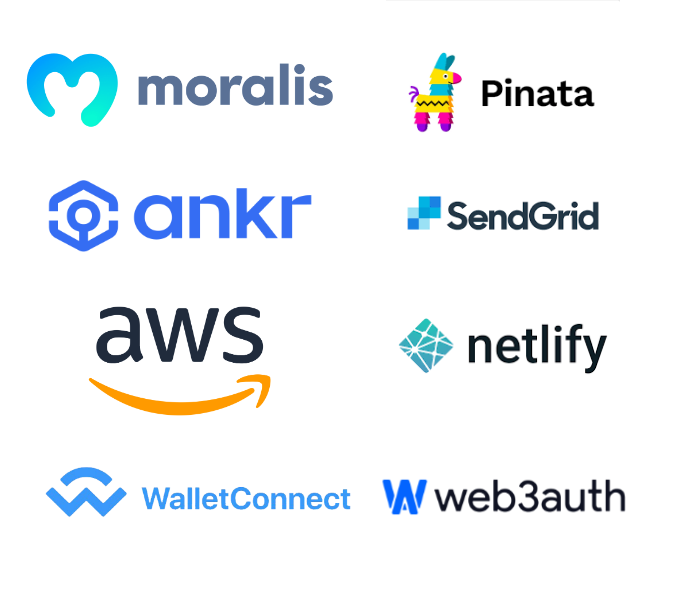 moralis
Pinata
ankr
SendGrid
aws
netlify
WalletConnect
web3auth